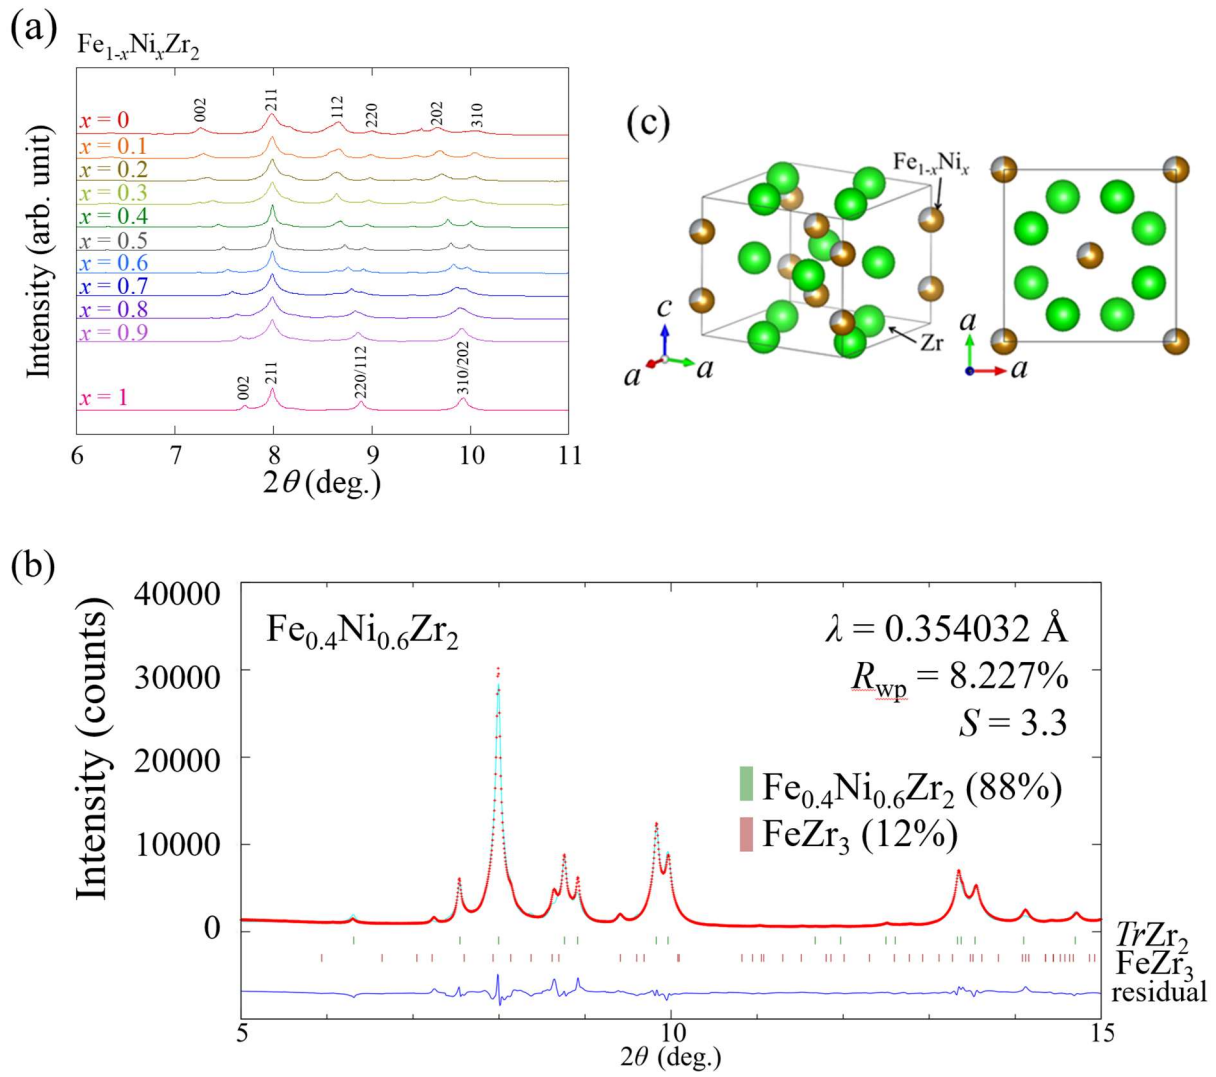 (a)
Fe1-xNixZr2
Intensity (arb. unit)
002
211
112
220
202
310
x = 0
x = 0.1
x = 0.2
x = 0.3
x = 0.4
x = 0.5
x = 0.6
x = 0.7
x = 0.8
x = 0.9
x = 1
002
211
220/112
310/202
6 7 8 9 10 11
2θ (deg.)
(c)
Fe1-xNix
Zr
c
a
a
a
a
(b)
Intensity (counts)
40000
30000
20000
10000
0
Fe0.4Ni0.6Zr2
λ = 0.354032 Å
Rwp = 8.227%
S = 3.3
Fe0.4Ni0.6Zr2 (88%)
FeZr3 (12%)
TrZr2
FeZr3
residual
5 10 15
2θ (deg.)